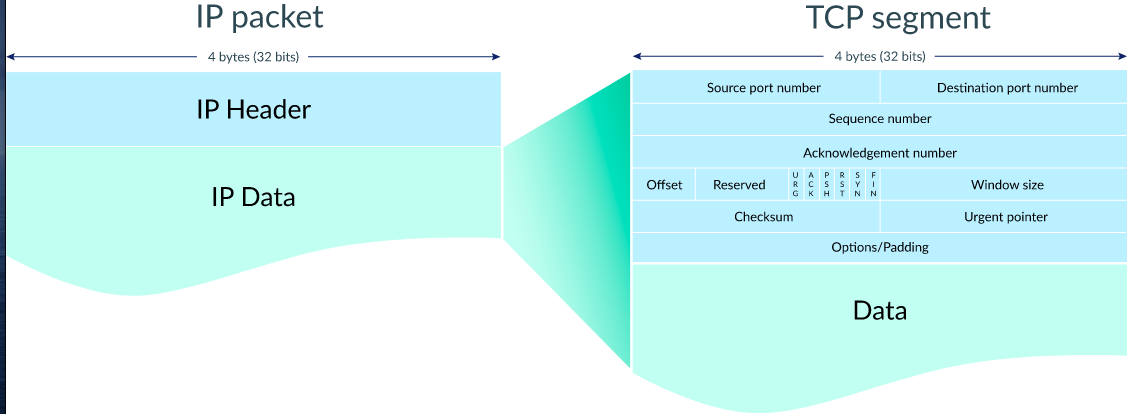 IP packet
4 bytes (32 bits)
IP Header
IP Data
TCP segment
4 bytes (32 bits)
Source port number Destination port number
Sequence number
Acknowledgement number
Offset Reserved URG ACK PSH RST SYN FIN Window size
Checksum Urgent pointer
Options/Padding
Data